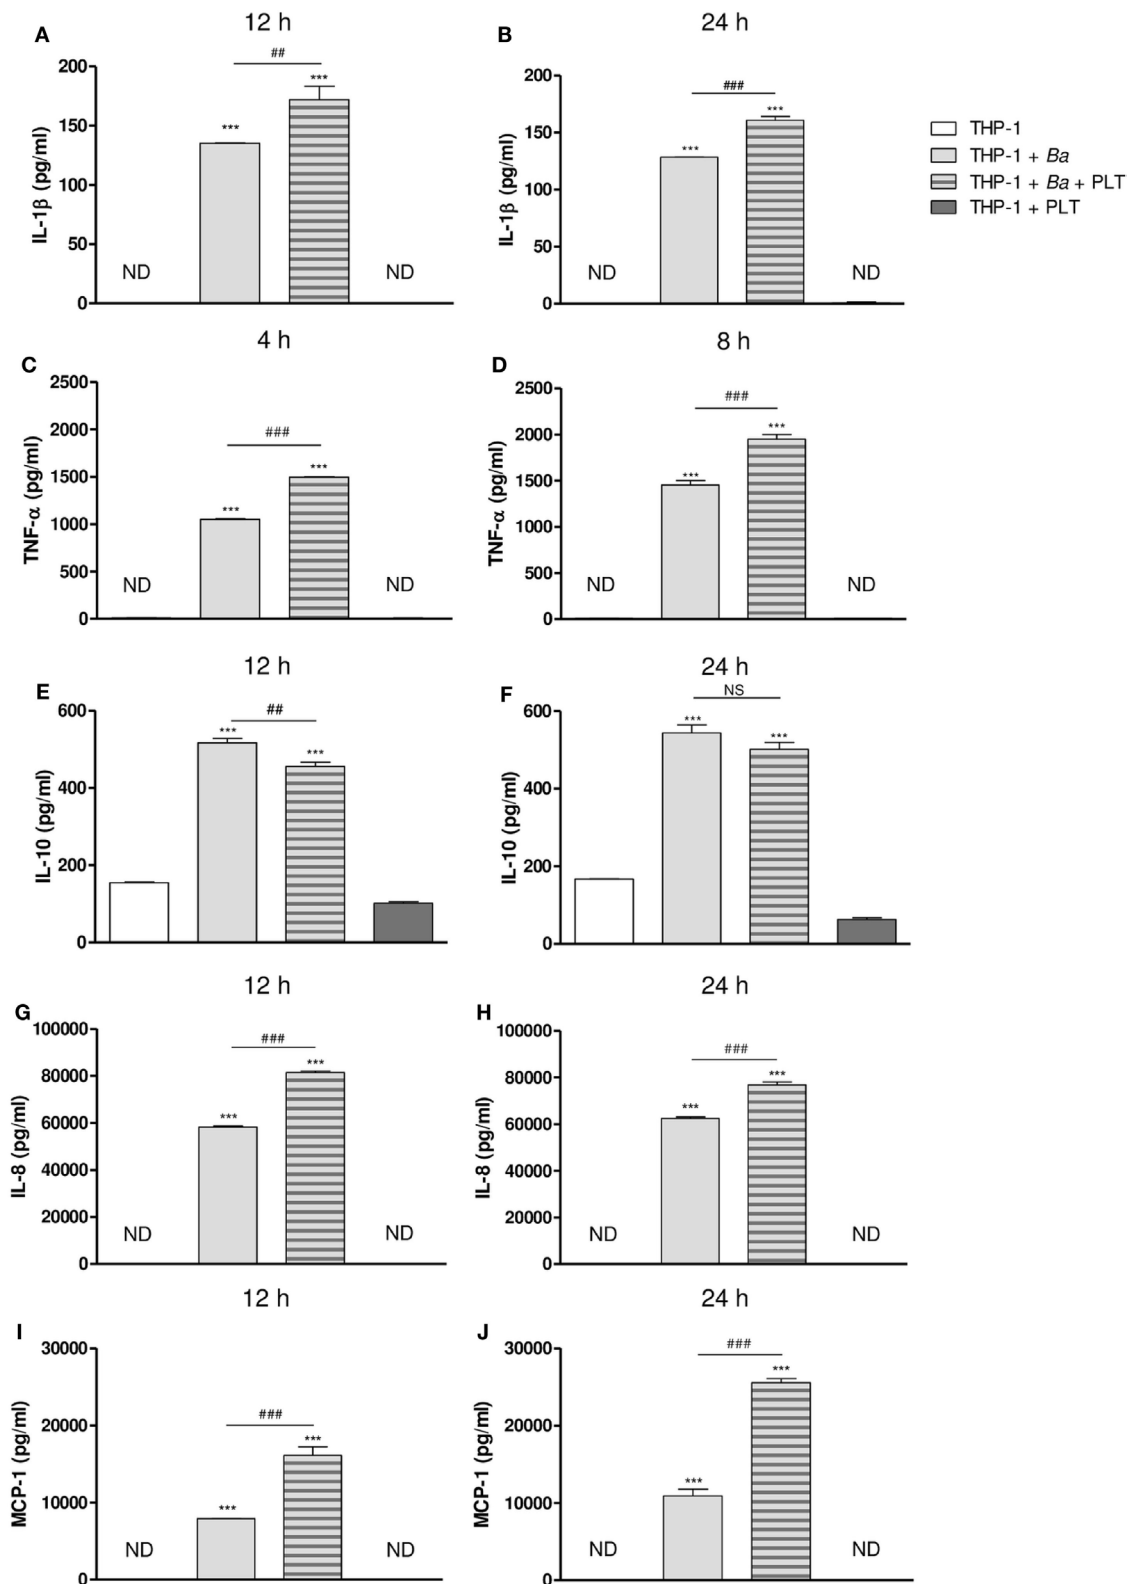 12 h
A
##
***
***
200
150
100
50
0
IL-1β (pg/ml)
ND
ND
24 h
B
###
***
***
200
150
100
50
0
IL-1β (pg/ml)
ND
ND
THP-1
THP-1 + Ba
THP-1 + Ba + PLT
THP-1 + PLT
4 h
C
###
***
***
2500
2000
1500
1000
500
0
TNF-α (pg/ml)
ND
ND
8 h
D
###
***
***
2500
2000
1500
1000
500
0
TNF-α (pg/ml)
ND
ND
12 h
E
##
***
***
600
400
200
0
IL-10 (pg/ml)
24 h
F
NS
***
***
600
400
200
0
IL-10 (pg/ml)
12 h
G
###
***
***
100000
80000
60000
40000
20000
0
IL-8 (pg/ml)
ND
ND
24 h
H
###
***
***
100000
80000
60000
40000
20000
0
IL-8 (pg/ml)
ND
ND
12 h
I
###
***
***
30000
20000
10000
0
MCP-1 (pg/ml)
ND
ND
24 h
J
###
***
***
30000
20000
10000
0
MCP-1 (pg/ml)
ND
ND